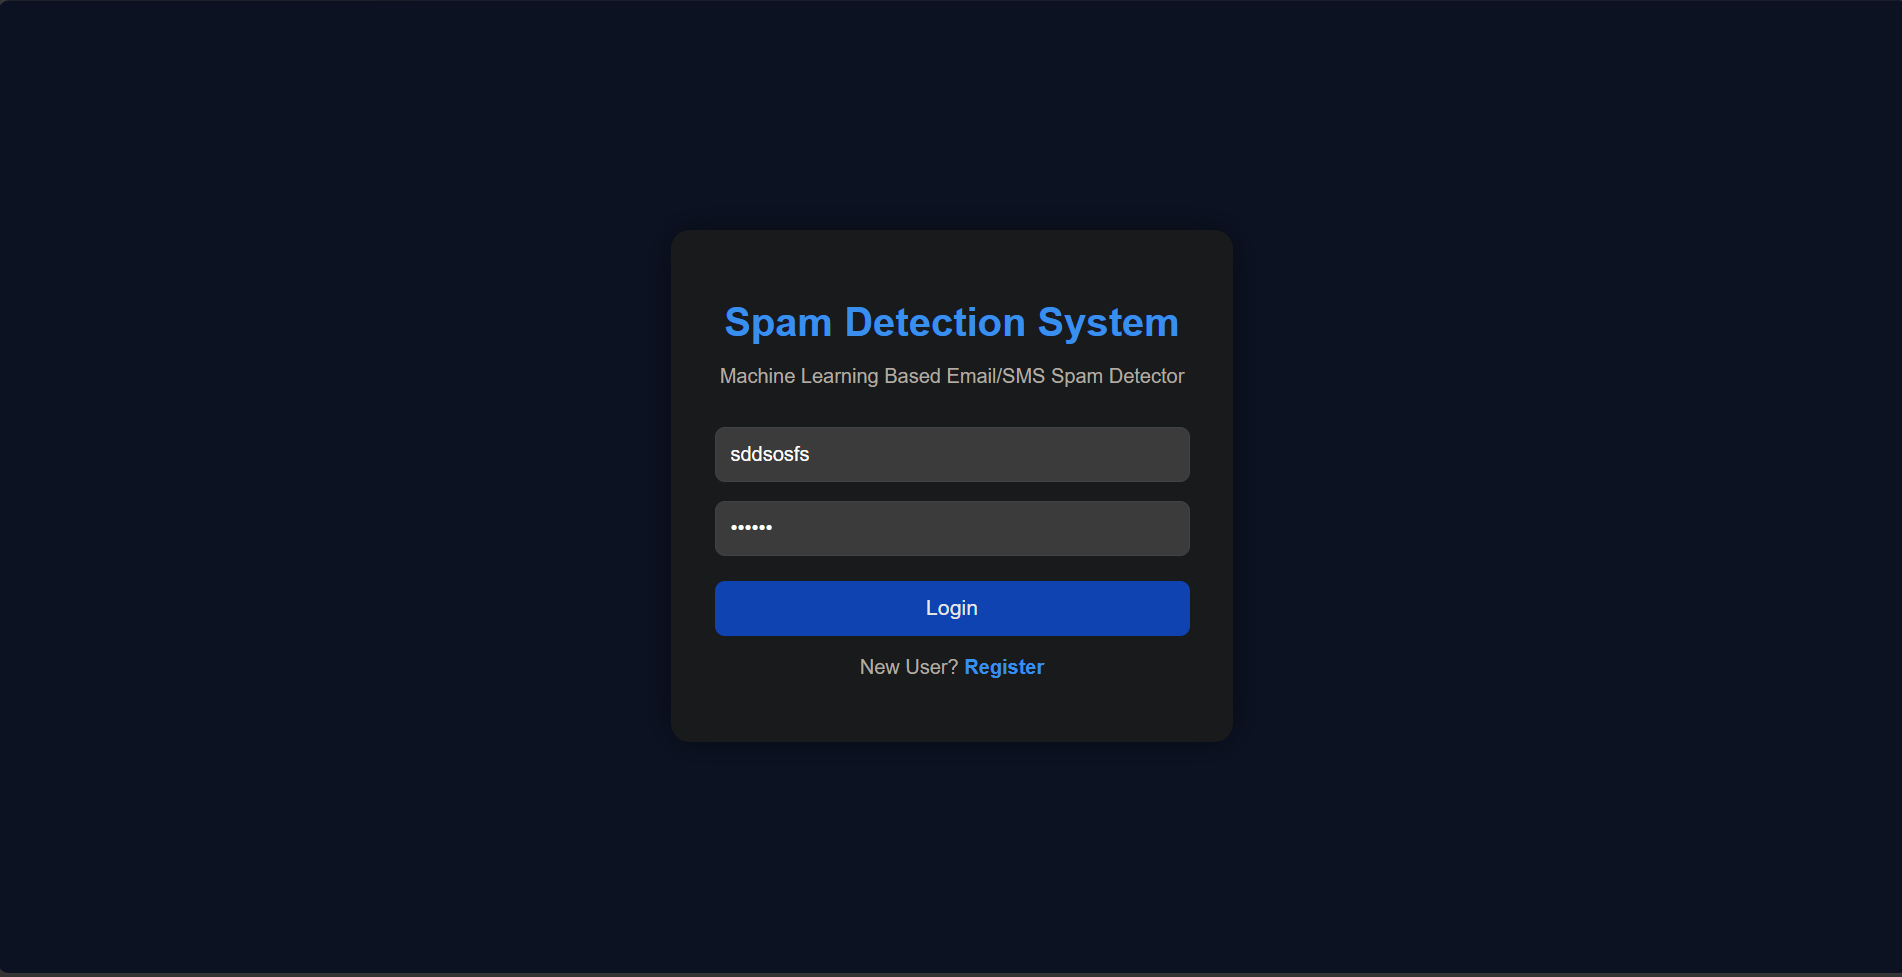 Spam Detection System
Machine Learning Based Email/SMS Spam Detector
sddsosfs
••••••
Login
New User? Register